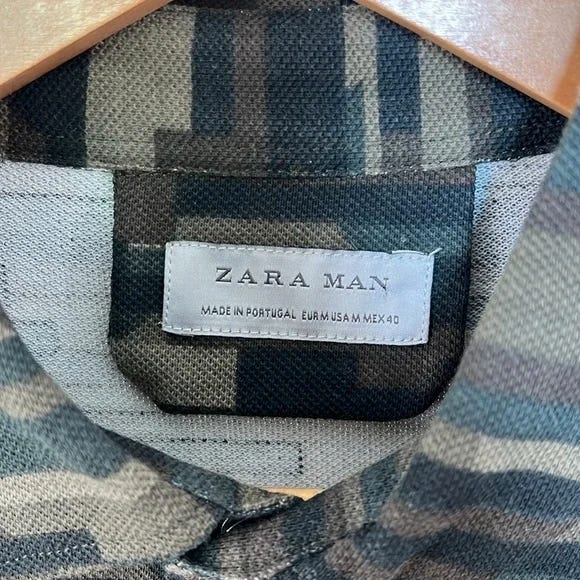 ZARA MAN
MADE IN PORTUGAL EUR M USA M MEX 40